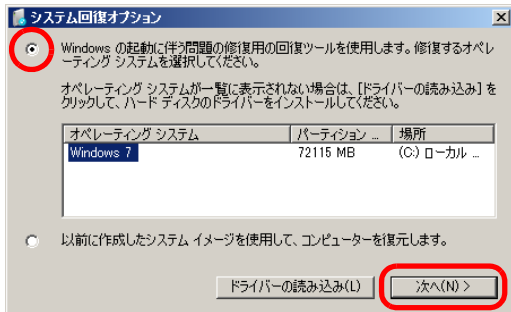 システム回復オプション
Windows の起動に伴う問題の修復用の回復ツールを使用します。修復するオペレ
ーティング システムを選択してください。
オペレーティング システムが一覧に表示されない場合は、[ドライバーの読み込み] を
クリックして、ハード ディスクのドライバーをインストールしてください。
オペレーティング システム パーティション ... 場所
Windows 7 72115 MB (C:) ローカル ...
以前に作成したシステム イメージを使用して、コンピューターを復元します。
ドライバーの読み込み(L) 次へ(N) >